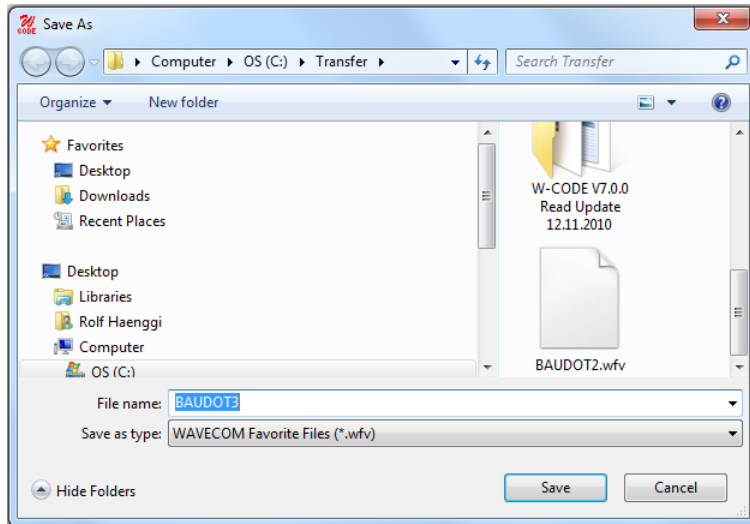 W CODE Save As
Computer OS (C:) Transfer
Search Transfer
Organize New folder
Favorites
Desktop
Downloads
Recent Places
Desktop
Libraries
Rolf Haenggi
Computer
OS (C:)
W-CODE V7.0.0
Read Update
12.11.2010
BAUDOT2.wfv
File name: BAUDOT3
Save as type: WAVECOM Favorite Files (*.wfv)
Hide Folders
Save Cancel